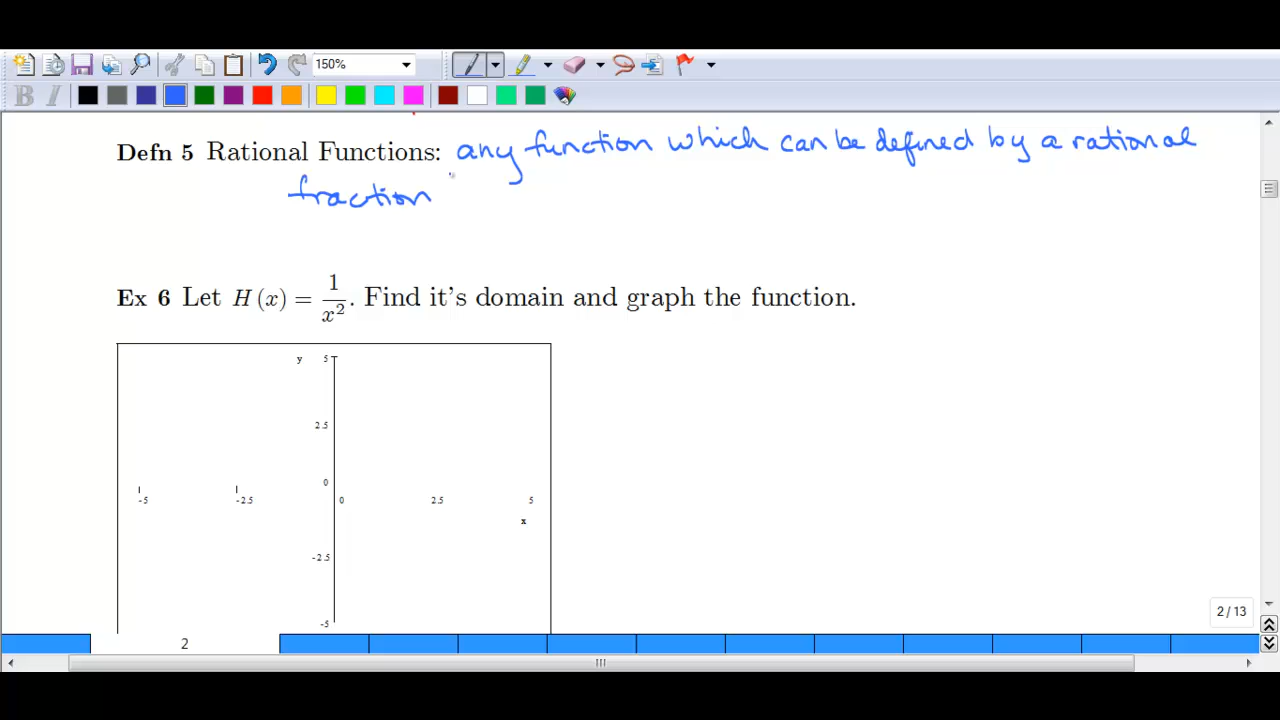 150%
B I
Defn 5 Rational Functions: any function which can be defined by a rational
fraction
Ex 6 Let H(x) = 1/x². Find it's domain and graph the function.
y 5
2.5
0
-5 -2.5 0 2.5 5
x
-2.5
-5
2 / 13
2